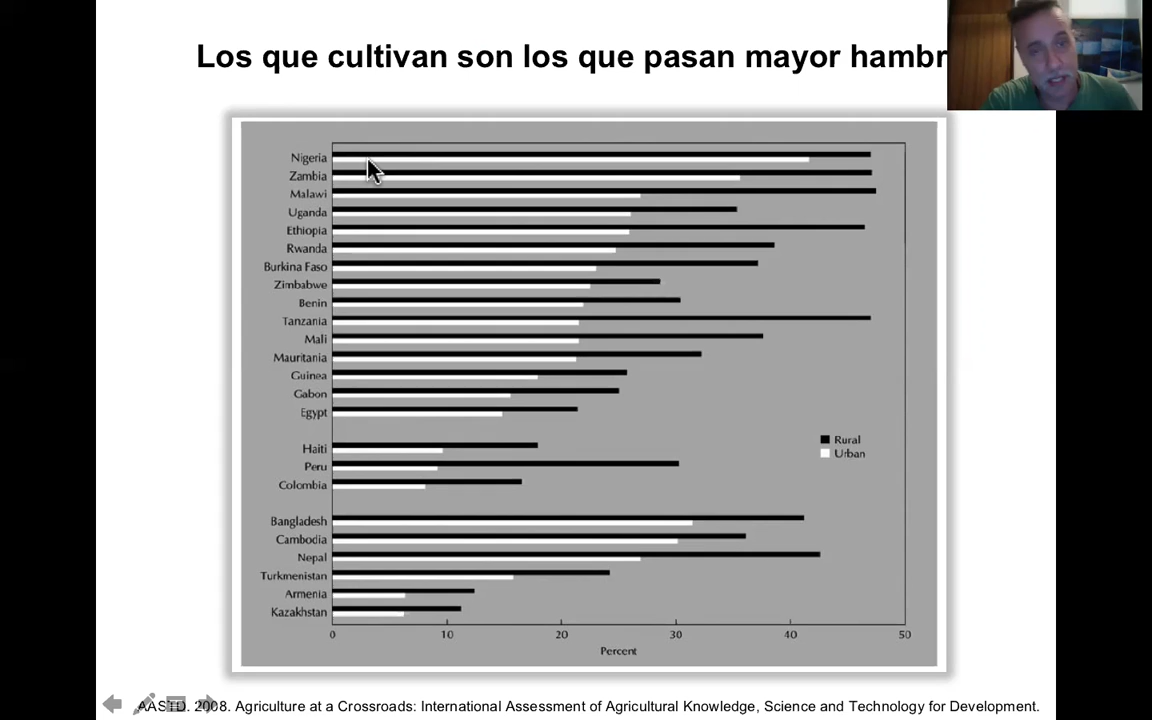 Los que cultivan son los que pasan mayor hambr
Nigeria
Zambia
Malawi
Uganda
Ethiopia
Rwanda
Burkina Faso
Zimbabwe
Benin
Tanzania
Mali
Mauritania
Guinea
Gabon
Egypt
Haiti
Peru
Colombia
Bangladesh
Cambodia
Nepal
Turkmenistan
Armenia
Kazakhstan
Rural
Urban
0 10 20 30 40 50
Percent
AASTD. 2008. Agriculture at a Crossroads: International Assessment of Agricultural Knowledge, Science and Technology for Development.